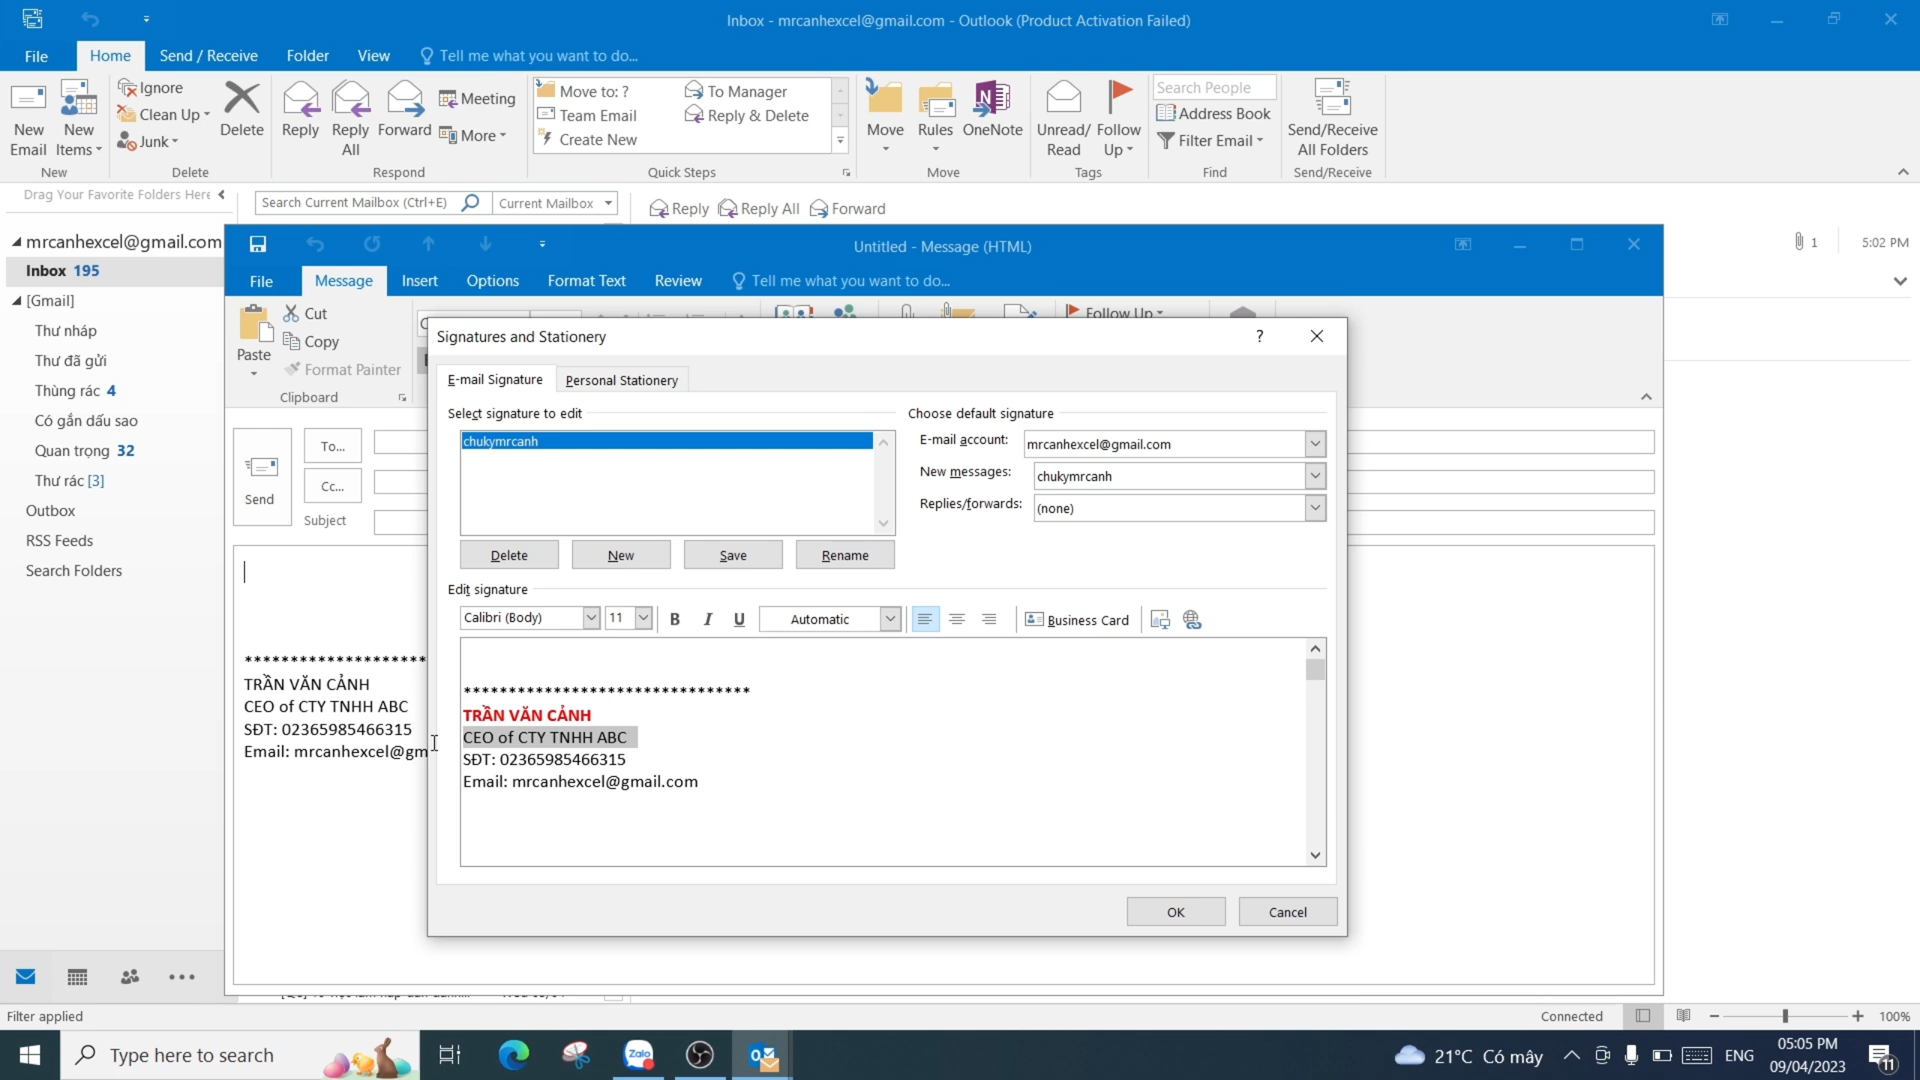 Inbox - mrcanhexcel@gmail.com - Outlook (Product Activation Failed)
File Home Send / Receive Folder View Tell me what you want to do...
New Email
New Items
New
Ignore
Clean Up
Junk
Delete
Delete
Reply
Reply All
Forward
Meeting
More
Respond
Move to: ?
Team Email
Create New
To Manager
Reply & Delete
Quick Steps
Move
Rules
OneNote
Move
Unread/ Read
Follow Up
Tags
Search People
Address Book
Filter Email
Find
Send/Receive All Folders
Send/Receive
Drag Your Favorite Folders Here
Search Current Mailbox (Ctrl+E) Current Mailbox
Reply Reply All Forward
1 5:02 PM
mrcanhexcel@gmail.com
Inbox 195
[Gmail]
Thư nháp
Thư đã gửi
Thùng rác 4
Có gắn dấu sao
Quan trọng 32
Thư rác [3]
Outbox
RSS Feeds
Search Folders
Untitled - Message (HTML)
File Message Insert Options Format Text Review Tell me what you want to do...
Paste
Cut
Copy
Format Painter
Clipboard
Follow Up
Send
To...
Cc...
Subject
**********************
TRẦN VĂN CẢNH
CEO of CTY TNHH ABC
SĐT: 02365985466315
Email: mrcanhexcel@gm
Signatures and Stationery ?
E-mail Signature Personal Stationery
Select signature to edit
chukymrcanh
Delete New Save Rename
Choose default signature
E-mail account: mrcanhexcel@gmail.com
New messages: chukymrcanh
Replies/forwards: (none)
Edit signature
Calibri (Body) 11 B I U Automatic Business Card
********************************
TRẦN VĂN CẢNH
CEO of CTY TNHH ABC
SĐT: 02365985466315
Email: mrcanhexcel@gmail.com
OK Cancel
Filter applied
Connected 100%
Type here to search
Zalo
21°C Có mây
ENG
05:05 PM
09/04/2023
11